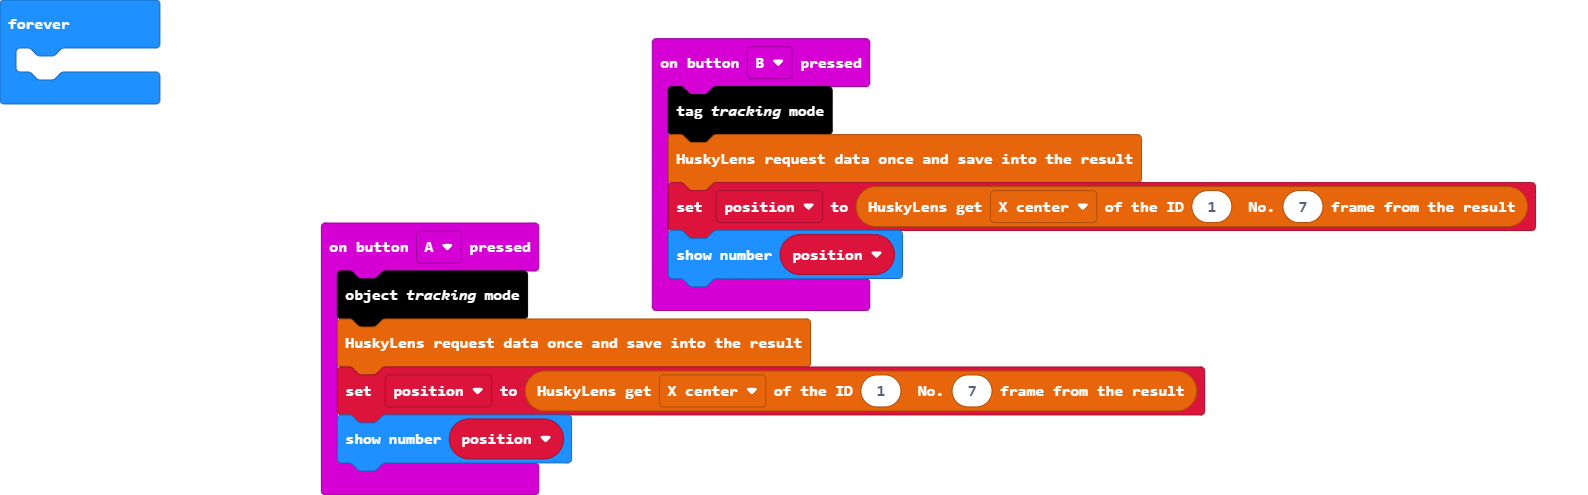 forever
on button B pressed
tag tracking mode
HuskyLens request data once and save into the result
set position to HuskyLens get X center of the ID 1 No. 7 frame from the result
show number position
on button A pressed
object tracking mode
HuskyLens request data once and save into the result
set position to HuskyLens get X center of the ID 1 No. 7 frame from the result
show number position